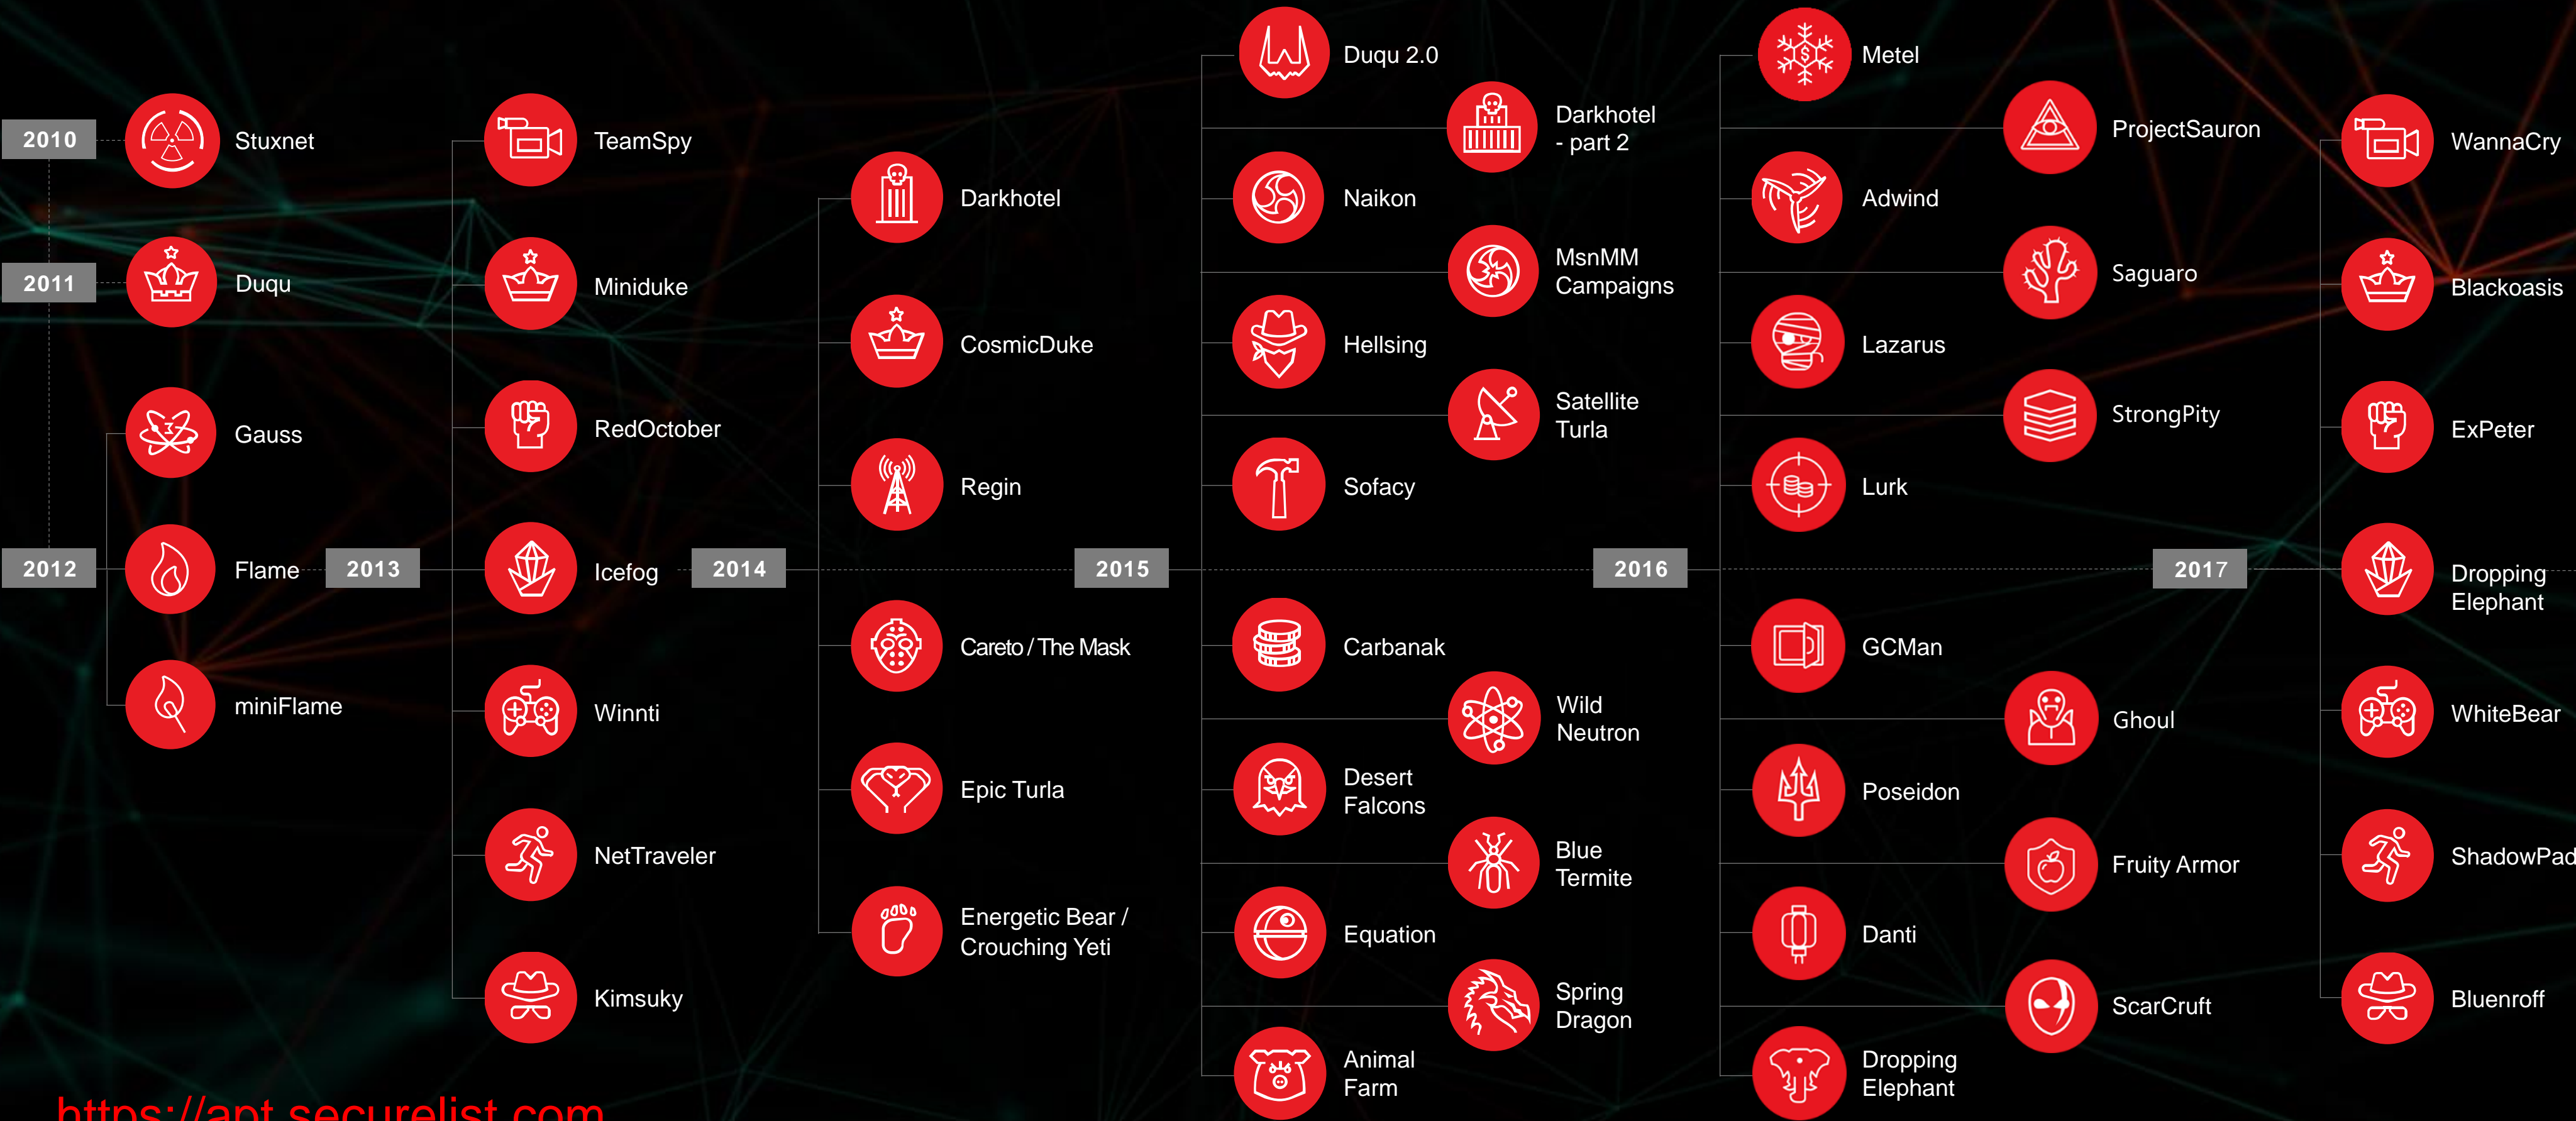 2010
Stuxnet
2011
Duqu
2012
Gauss
Flame
miniFlame
2013
TeamSpy
Miniduke
RedOctober
Icefog
Winnti
NetTraveler
Kimsuky
2014
Darkhotel
CosmicDuke
Regin
Careto / The Mask
Epic Turla
Energetic Bear /
Crouching Yeti
2015
Duqu 2.0
Darkhotel
- part 2
Naikon
MsnMM
Campaigns
Hellsing
Satellite
Turla
Sofacy
Carbanak
Wild
Neutron
Desert
Falcons
Blue
Termite
Equation
Spring
Dragon
Animal
Farm
2016
Metel
ProjectSauron
Adwind
Saguaro
Lazarus
StrongPity
Lurk
GCMan
Ghoul
Poseidon
Fruity Armor
Danti
ScarCruft
Dropping
Elephant
2017
WannaCry
Blackoasis
ExPeter
Dropping
Elephant
WhiteBear
ShadowPad
Bluenroff
https://apt.securelist.com